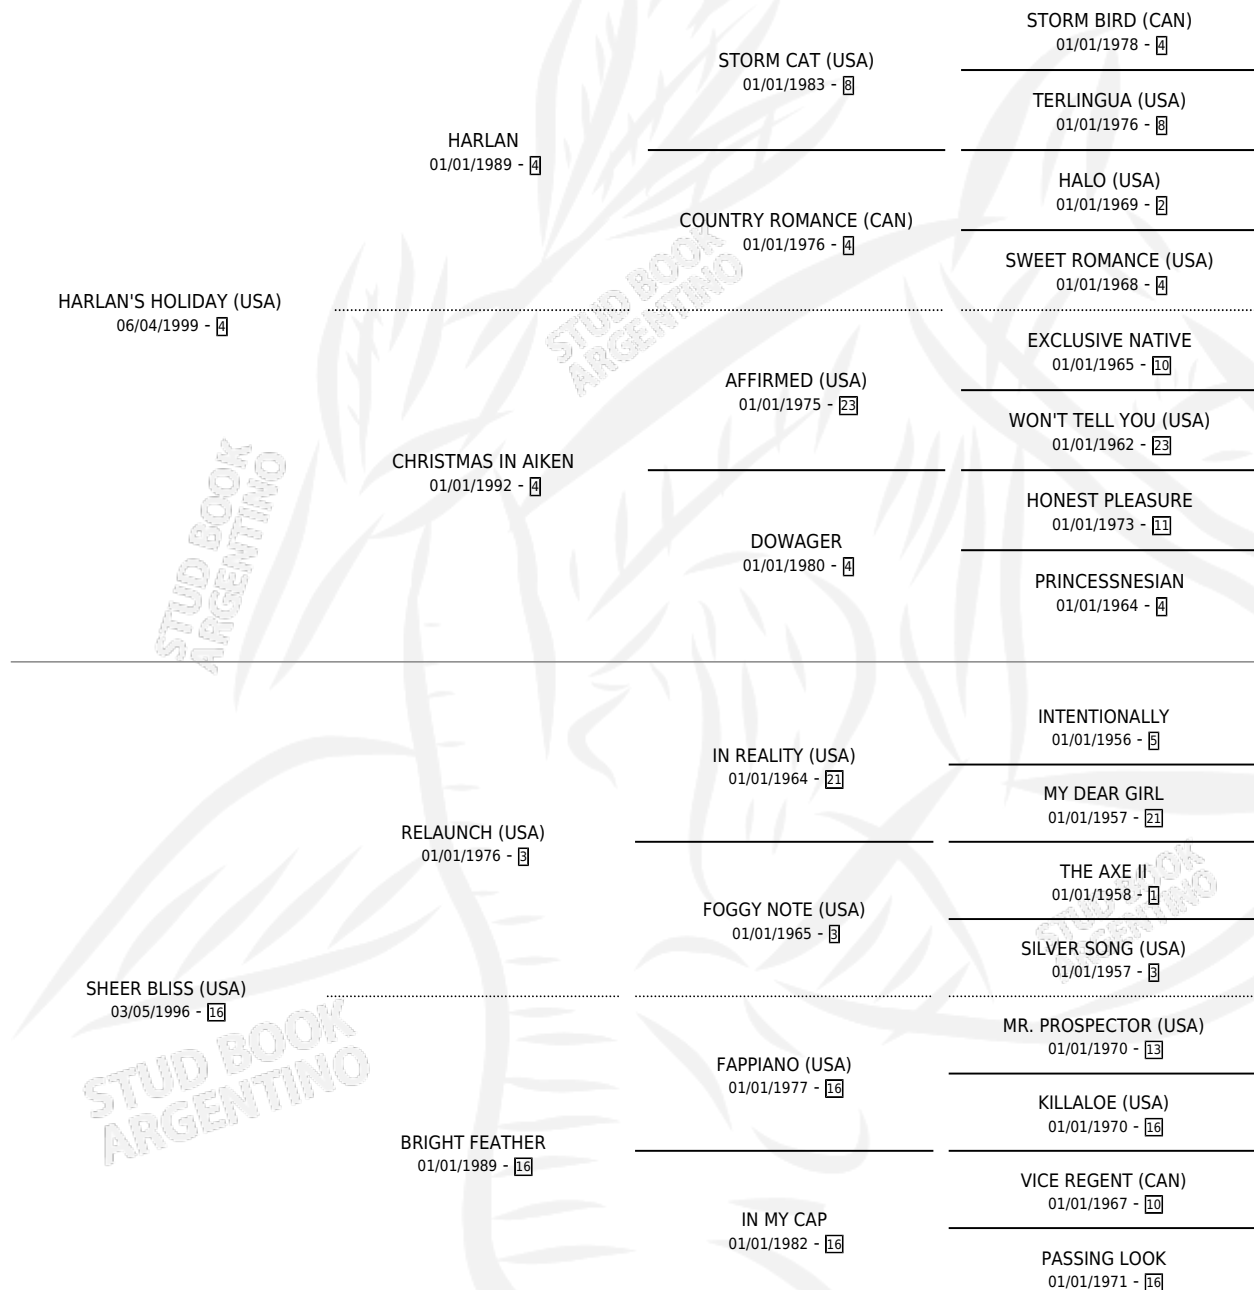 STORM BIRD (CAN)
01/01/1978 - 4
STORM CAT (USA)
01/01/1983 - 8
TERLINGUA (USA)
01/01/1976 - 8
HARLAN
01/01/1989 - 4
HALO (USA)
01/01/1969 - 2
COUNTRY ROMANCE (CAN)
01/01/1976 - 4
SWEET ROMANCE (USA)
01/01/1968 - 4
HARLAN'S HOLIDAY (USA)
06/04/1999 - 4
EXCLUSIVE NATIVE
01/01/1965 - 10
AFFIRMED (USA)
01/01/1975 - 23
WON'T TELL YOU (USA)
01/01/1962 - 23
CHRISTMAS IN AIKEN
01/01/1992 - 4
HONEST PLEASURE
01/01/1973 - 11
DOWAGER
01/01/1980 - 4
PRINCESSNESIAN
01/01/1964 - 4
INTENTIONALLY
01/01/1956 - 5
IN REALITY (USA)
01/01/1964 - 21
MY DEAR GIRL
01/01/1957 - 21
RELAUNCH (USA)
01/01/1976 - 3
THE AXE II
01/01/1958 - 1
FOGGY NOTE (USA)
01/01/1965 - 3
SILVER SONG (USA)
01/01/1957 - 3
SHEER BLISS (USA)
03/05/1996 - 16
MR. PROSPECTOR (USA)
01/01/1970 - 13
FAPPIANO (USA)
01/01/1977 - 16
KILLALOE (USA)
01/01/1970 - 16
BRIGHT FEATHER
01/01/1989 - 16
VICE REGENT (CAN)
01/01/1967 - 10
IN MY CAP
01/01/1982 - 16
PASSING LOOK
01/01/1971 - 16
STUD BOOK
ARGENTINO
STUD BOOK
ARGENTINO
STUD BOOK
ARGENTINO
STUD BOOK
ARGENTINO